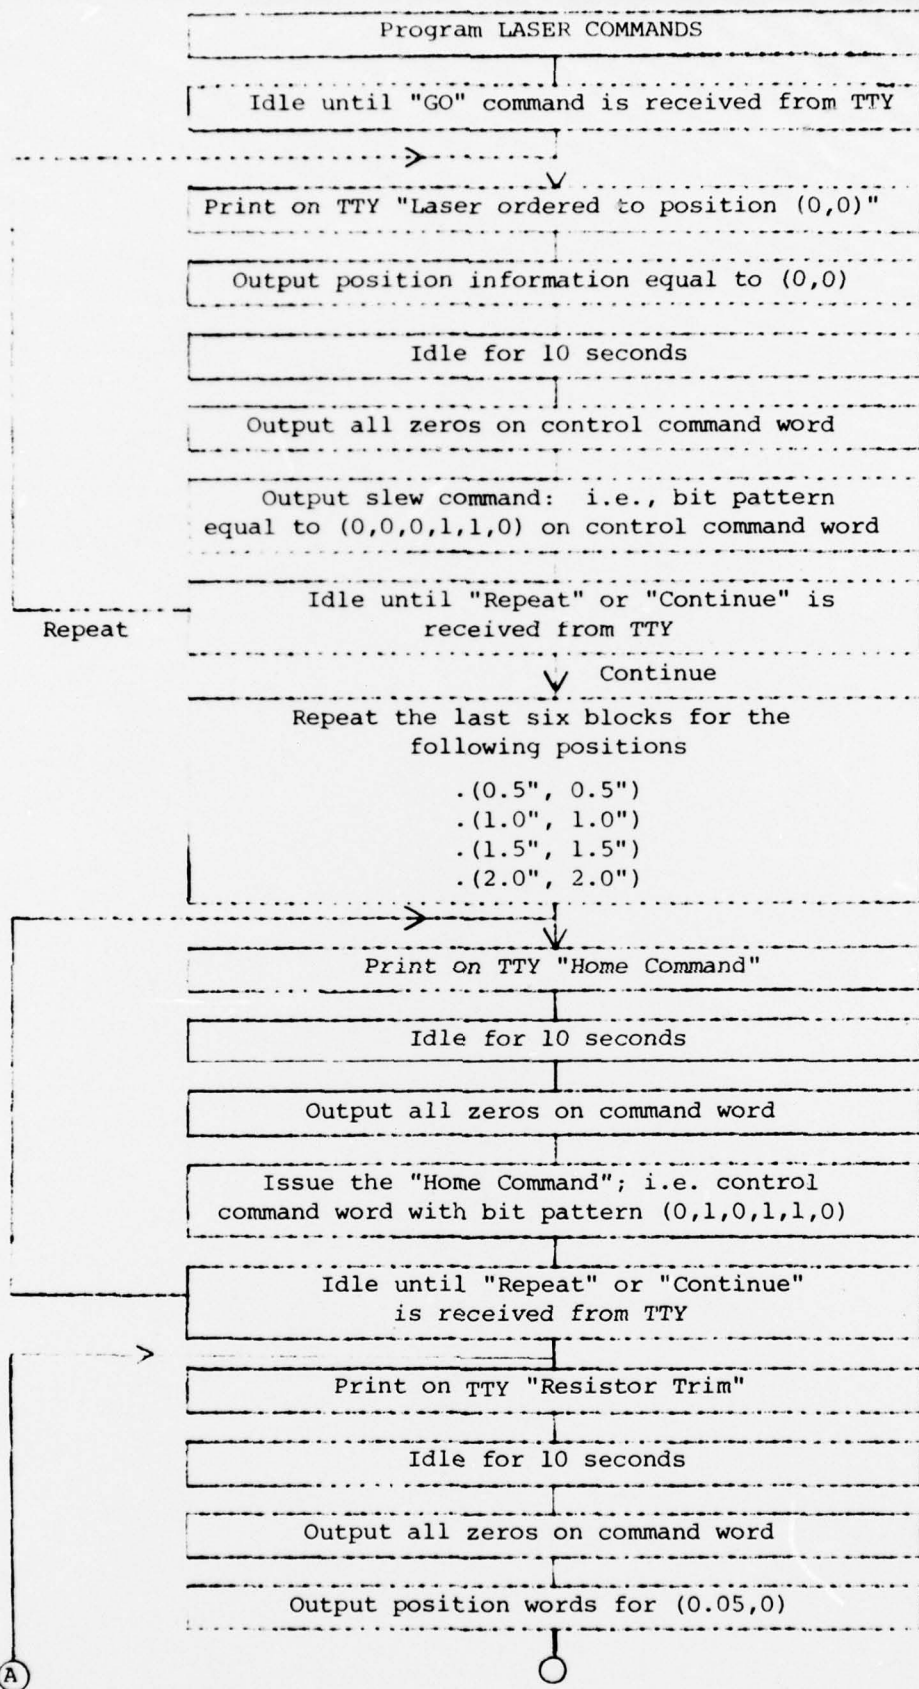 Program LASER COMMANDS
Idle until "GO" command is received from TTY
Print on TTY "Laser ordered to position (0,0)"
Output position information equal to (0,0)
Idle for 10 seconds
Output all zeros on control command word
Output slew command: i.e., bit pattern
equal to (0,0,0,1,1,0) on control command word
Idle until "Repeat" or "Continue" is
received from TTY
Repeat
Continue
Repeat the last six blocks for the
following positions
.(0.5", 0.5")
.(1.0", 1.0")
.(1.5", 1.5")
.(2.0", 2.0")
Print on TTY "Home Command"
Idle for 10 seconds
Output all zeros on command word
Issue the "Home Command"; i.e. control
command word with bit pattern (0,1,0,1,1,0)
Idle until "Repeat" or "Continue"
is received from TTY
Print on TTY "Resistor Trim"
Idle for 10 seconds
Output all zeros on command word
Output position words for (0.05,0)
A